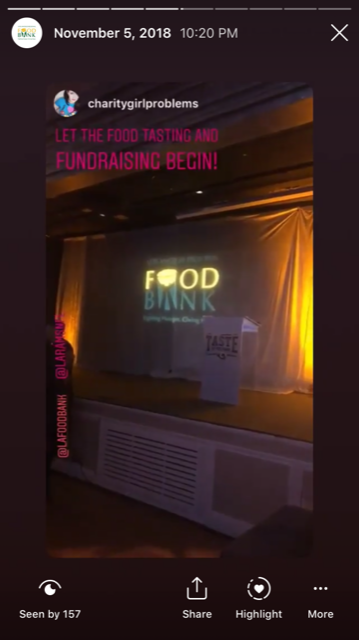 November 5, 2018 10:20 PM
charitygirlproblems
LET THE FOOD TASTING AND
FUNDRAISING BEGIN!
FOOD
BANK
TASTE
@LAFOODBANK
Seen by 157
Share
Highlight
More